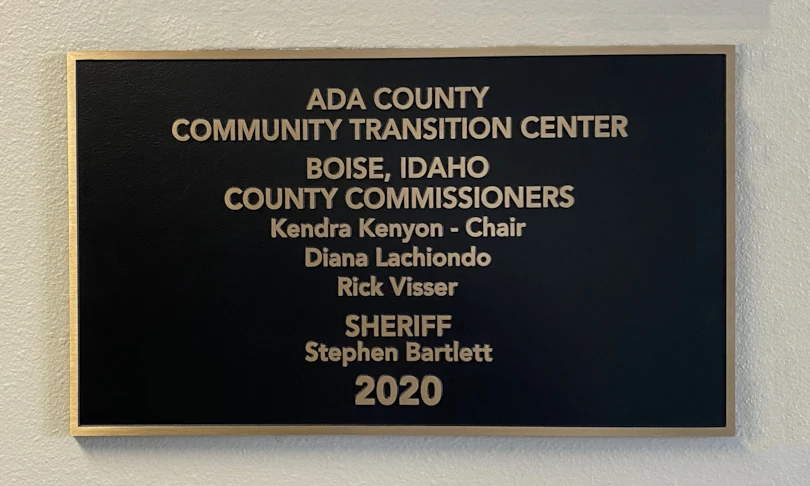 ADA COUNTY
COMMUNITY TRANSITION CENTER
BOISE, IDAHO
COUNTY COMMISSIONERS
Kendra Kenyon - Chair
Diana Lachiondo
Rick Visser
SHERIFF
Stephen Bartlett
2020